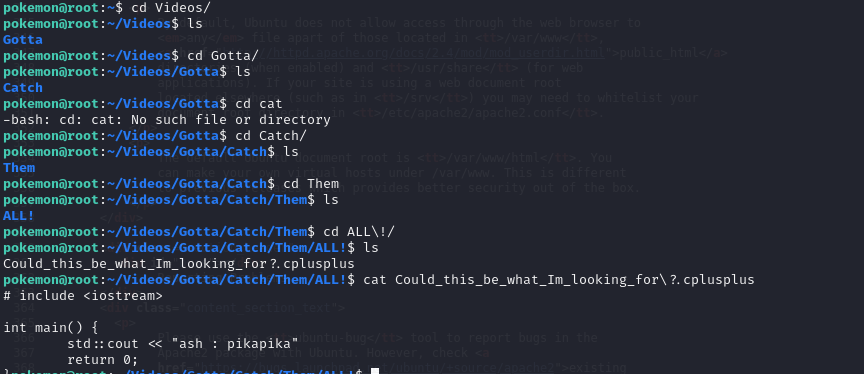 pokemon@root:~$ cd Videos/
pokemon@root:~/Videos$ ls
Gotta
pokemon@root:~/Videos$ cd Gotta/
pokemon@root:~/Videos/Gotta$ ls
Catch
pokemon@root:~/Videos/Gotta$ cd cat
-bash: cd: cat: No such file or directory
pokemon@root:~/Videos/Gotta$ cd Catch/
pokemon@root:~/Videos/Gotta/Catch$ ls
Them
pokemon@root:~/Videos/Gotta/Catch$ cd Them
pokemon@root:~/Videos/Gotta/Catch/Them$ ls
ALL!
pokemon@root:~/Videos/Gotta/Catch/Them$ cd ALL\!/
pokemon@root:~/Videos/Gotta/Catch/Them/ALL!$ ls
Could_this_be_what_Im_looking_for?.cplusplus
pokemon@root:~/Videos/Gotta/Catch/Them/ALL!$ cat Could_this_be_what_Im_looking_for\?.cplusplus
# include <iostream>
int main() {
std::cout << "ash : pikapika"
return 0;
}pokemon@root:~/Videos/Gotta/Catch/Them/ALL!$